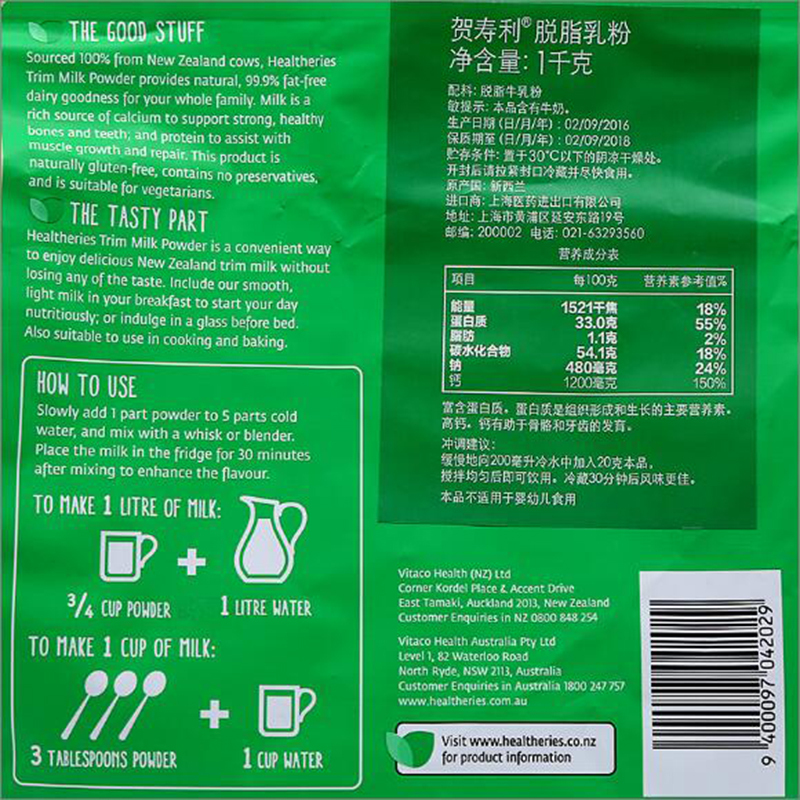 THE GOOD STUFF
Sourced 100% from New Zealand cows, Healtheries
Trim Milk Powder provides natural, 99.9% fat-free
dairy goodness for your whole family. Milk is a
rich source of calcium to support strong, healthy
bones and teeth; and protein to assist with
muscle growth and repair. This product is
naturally gluten-free, contains no preservatives,
and is suitable for vegetarians.
THE TASTY PART
Healtheries Trim Milk Powder is a convenient way
to enjoy delicious New Zealand trim milk without
losing any of the taste. Include our smooth,
light milk in your breakfast to start your day
nutritiously; or indulge in a glass before bed.
Also suitable to use in cooking and baking.
HOW TO USE
Slowly add 1 part powder to 5 parts cold
water, and mix with a whisk or blender.
Place the milk in the fridge for 30 minutes
after mixing to enhance the flavour.
TO MAKE 1 LITRE OF MILK:
+
3/4 CUP POWDER 1 LITRE WATER
TO MAKE 1 CUP OF MILK:
+
3 TABLESPOONS POWDER 1 CUP WATER
贺寿利®脱脂乳粉
净含量:1千克
配料:脱脂牛乳粉
敏提示:本品含有牛奶。
生产日期(日/月/年):02/09/2016
保质期至(日/月/年):02/09/2018
贮存条件:置于30℃以下的阴凉干燥处。
开封后请拉紧封口冷藏并尽快食用。
原产国:新西兰
进口商:上海医药进出口有限公司
地址:上海市黄浦区延安东路19号
邮编:200002 电话:021-63293560
营养成分表
项目 每100克 营养素参考值%
能量 1521千焦 18%
蛋白质 33.0克 55%
脂肪 1.1克 2%
碳水化合物 54.1克 18%
钠 480毫克 24%
钙 1200毫克 150%
富含蛋白质。蛋白质是组织形成和生长的主要营养素。
高钙。钙有助于骨骼和牙齿的发育。
冲调建议:
缓慢地向200毫升冷水中加入20克本品,
搅拌均匀后即可饮用。冷藏30分钟后风味更佳。
本品不适用于婴幼儿食用
Vitaco Health (NZ) Ltd
Corner Kordel Place & Accent Drive
East Tamaki, Auckland 2013, New Zealand
Customer Enquiries in NZ 0800 848 254
Vitaco Health Australia Pty Ltd
Level 1, 82 Waterloo Road
North Ryde, NSW 2113, Australia
Customer Enquiries in Australia 1800 247 757
www.healtheries.com.au
Visit www.healtheries.co.nz
for product information
9 400097 042029